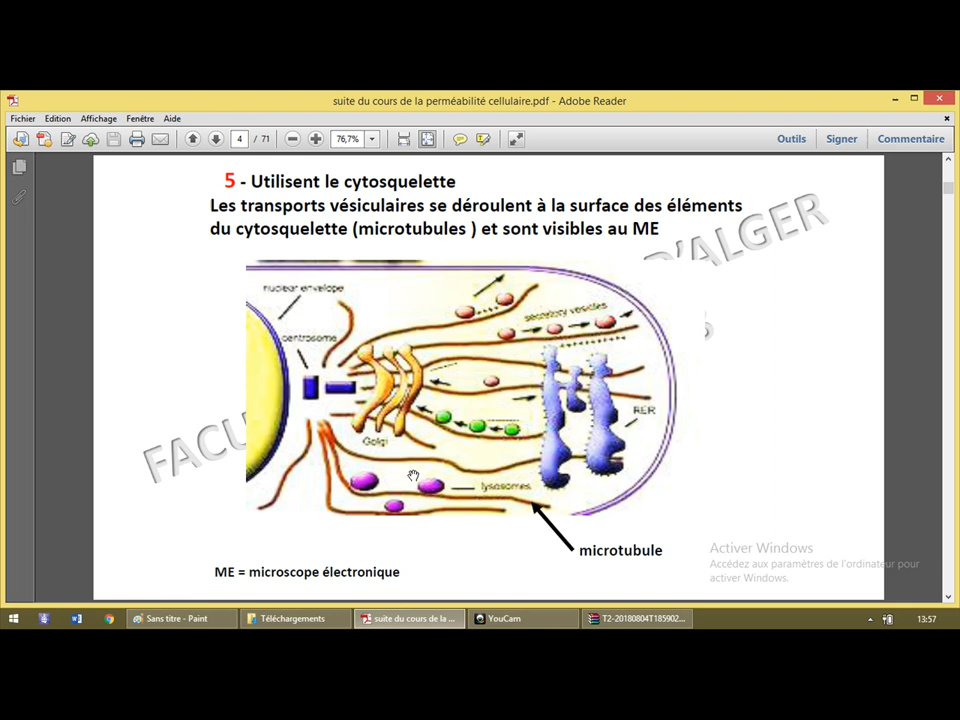 suite du cours de la perméabilité cellulaire.pdf - Adobe Reader
Fichier Edition Affichage Fenêtre Aide
4 / 71 76,7% Outils Signer Commentaire
5 - Utilisent le cytosquelette
Les transports vésiculaires se déroulent à la surface des éléments
du cytosquelette (microtubules ) et sont visibles au ME
D'ALGER
nuclear envelope
secretory vesicles
centrosome
RER
FACU
Golgi
lysosomes
microtubule
ME = microscope électronique
Activer Windows
Accédez aux paramètres de l'ordinateur pour
activer Windows.
Sans titre - Paint Téléchargements suite du cours de la ... YouCam T2-20180804T185902... 13:57